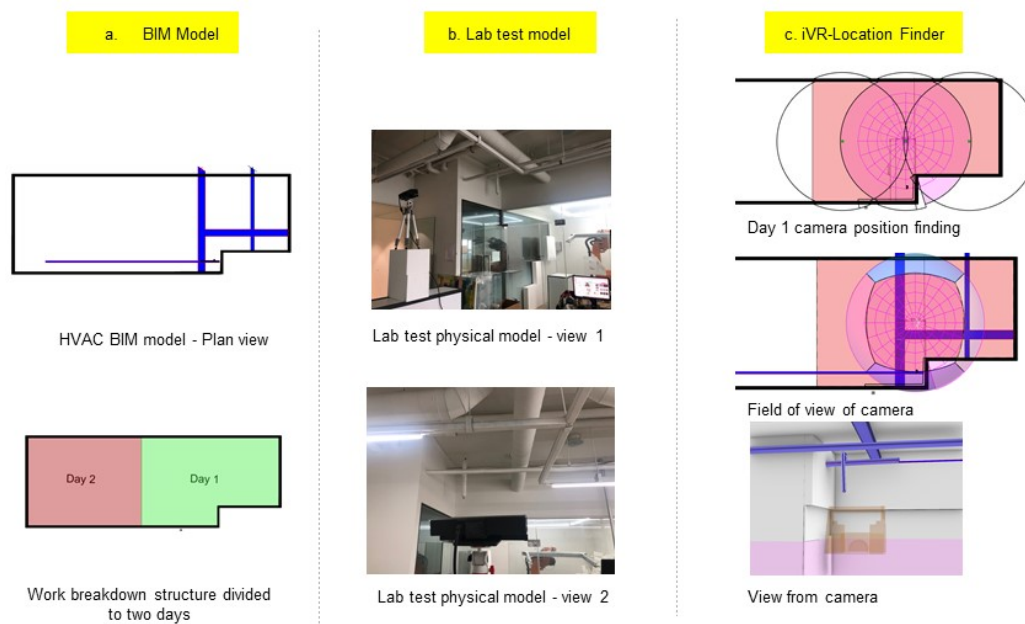 a. BIM Model
HVAC BIM model - Plan view
Day 2
Day 1
Work breakdown structure divided
to two days
b. Lab test model
Lab test physical model - view 1
Lab test physical model - view 2
c. iVR-Location Finder
Day 1 camera position finding
Field of view of camera
View from camera